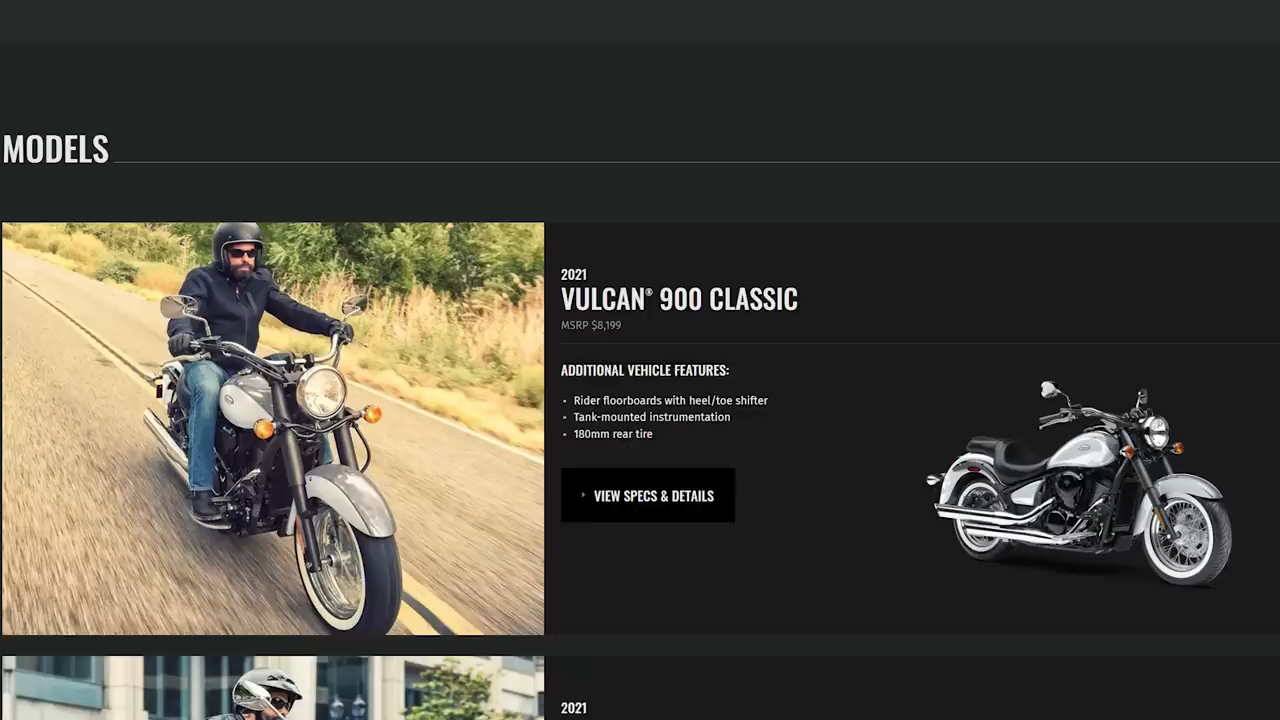 MODELS
2021
VULCAN® 900 CLASSIC
MSRP $8,199
ADDITIONAL VEHICLE FEATURES:
▪ Rider floorboards with heel/toe shifter
▪ Tank-mounted instrumentation
▪ 180mm rear tire
VIEW SPECS & DETAILS
2021